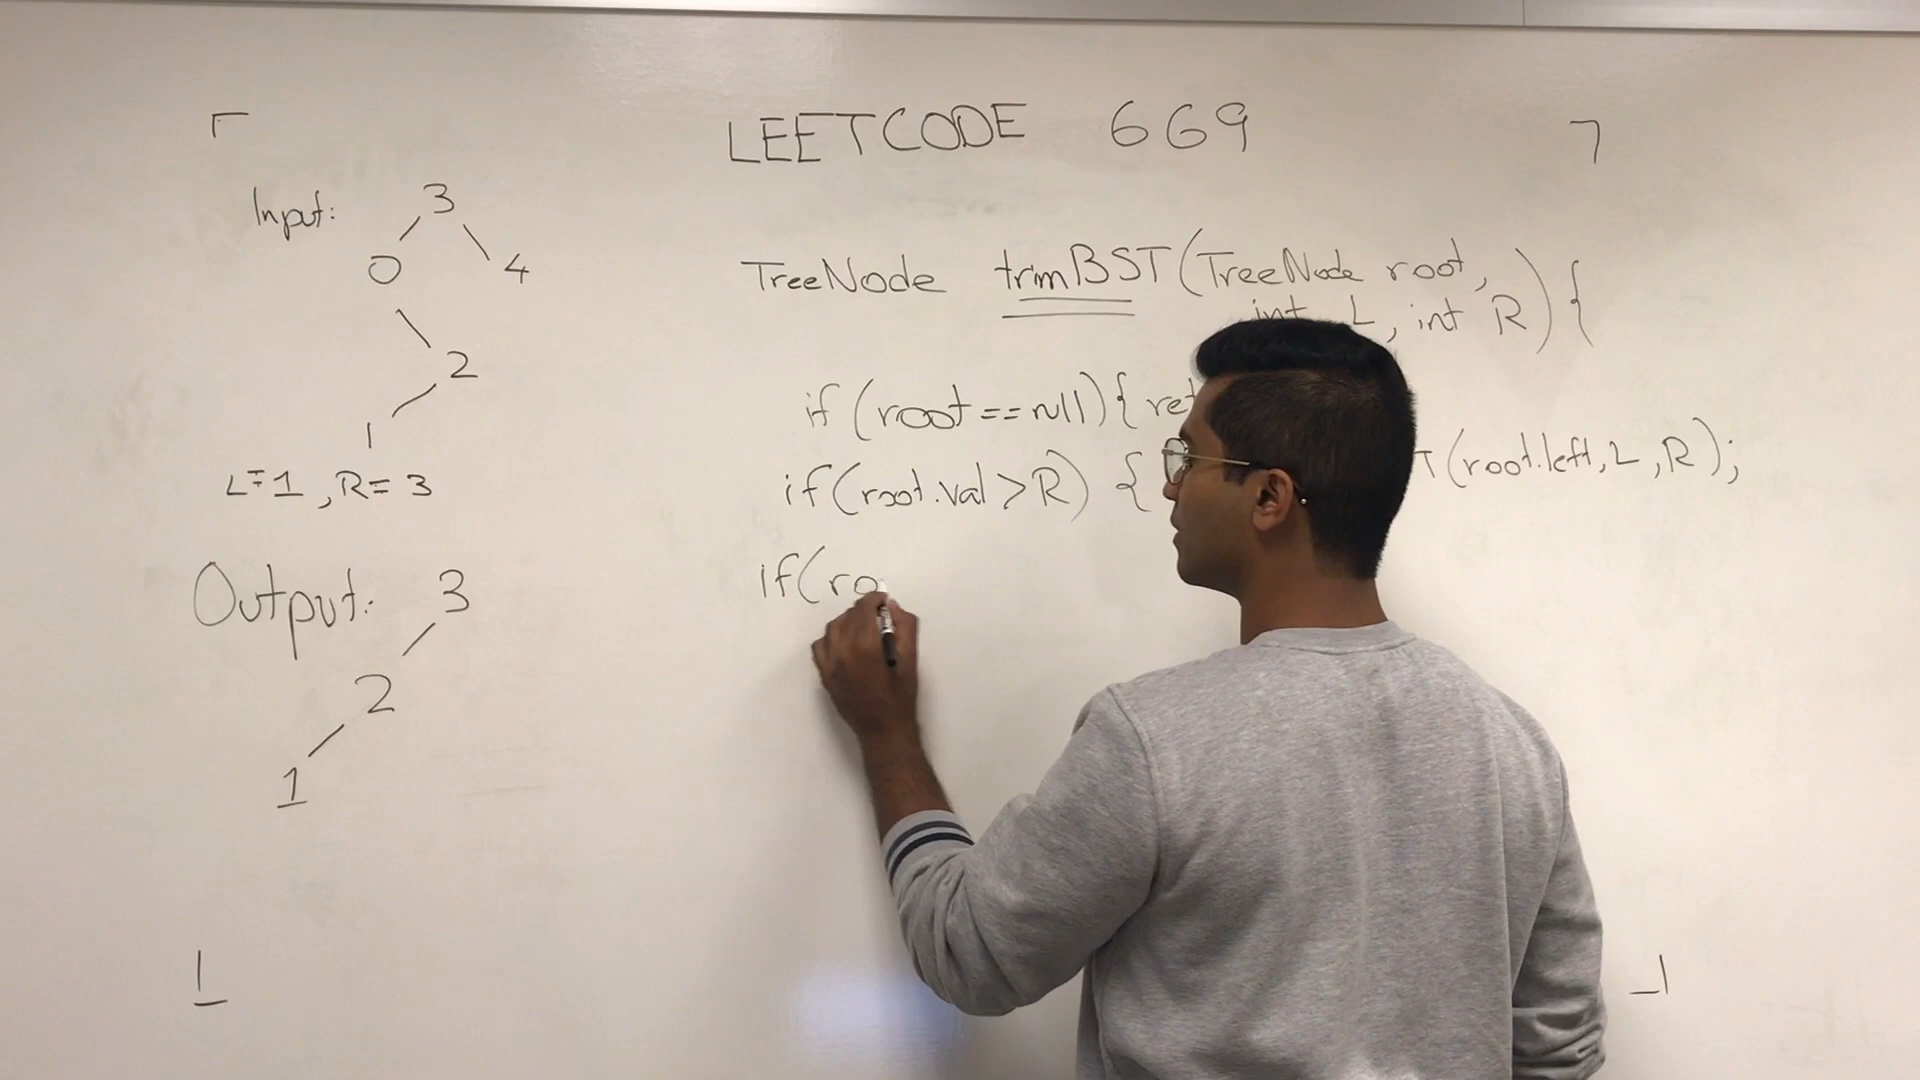 LEETCODE 669
Input:
3
0 4
2
1
L=1, R=3
Output: 3
2
1
TreeNode trimBST(TreeNode root,
int L, int R){
if(root==null){ ret
if(root.val>R) { T(root.left,L,R);
if(ro